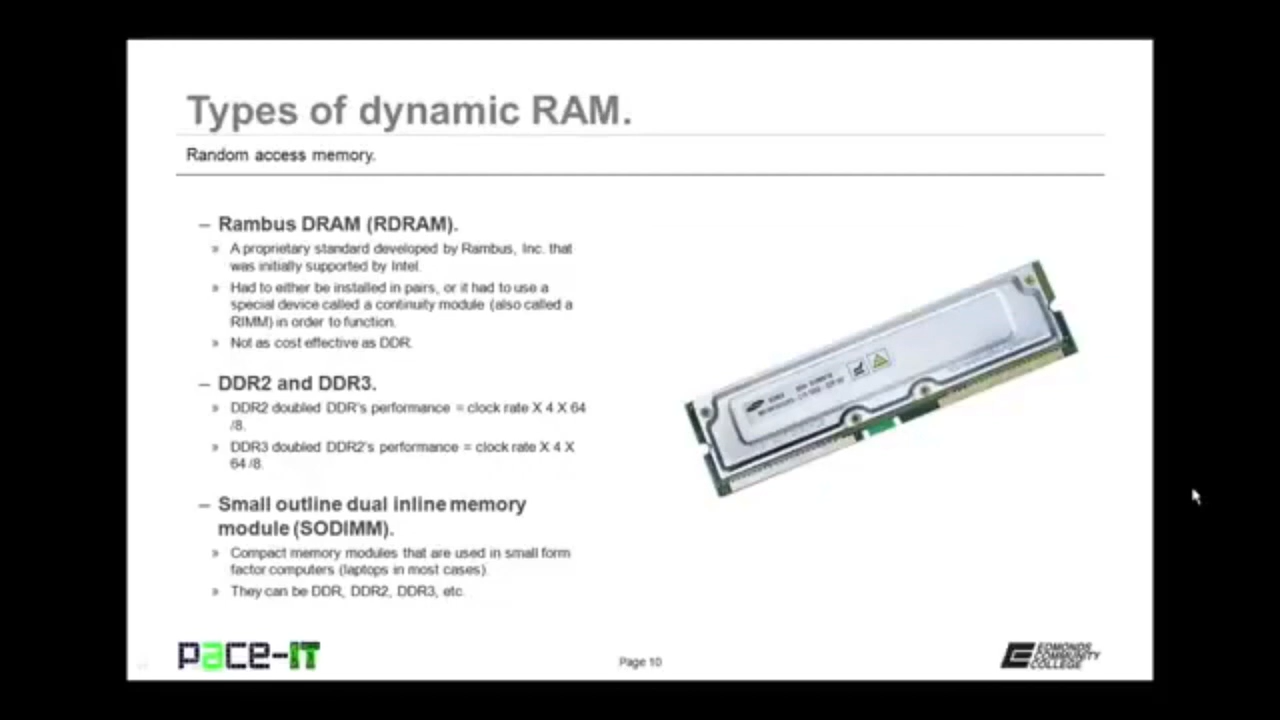 Types of dynamic RAM.
Random access memory.
– Rambus DRAM (RDRAM).
» A proprietary standard developed by Rambus, Inc. that
was initially supported by Intel.
» Had to either be installed in pairs, or it had to use a
special device called a continuity module (also called a
RIMM) in order to function.
» Not as cost effective as DDR.
– DDR2 and DDR3.
» DDR2 doubled DDR's performance = clock rate X 4 X 64
/8.
» DDR3 doubled DDR2's performance = clock rate X 4 X
64 /8.
– Small outline dual inline memory
module (SODIMM).
» Compact memory modules that are used in small form
factor computers (laptops in most cases).
» They can be DDR, DDR2, DDR3, etc.
pace-IT
Page 10
EDMONDS
COMMUNITY
COLLEGE